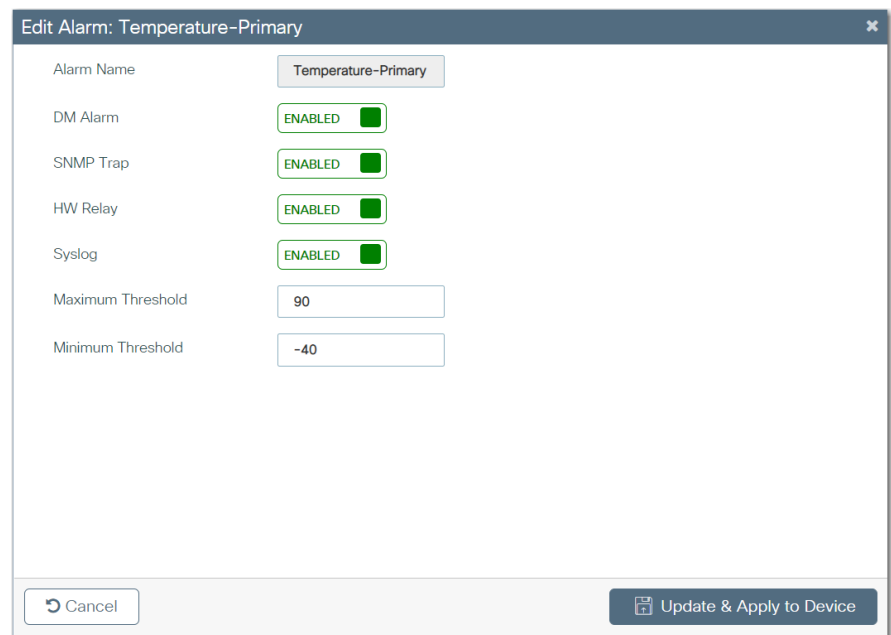 Edit Alarm: Temperature-Primary
Alarm Name Temperature-Primary
DM Alarm ENABLED
SNMP Trap ENABLED
HW Relay ENABLED
Syslog ENABLED
Maximum Threshold 90
Minimum Threshold -40
Cancel Update & Apply to Device